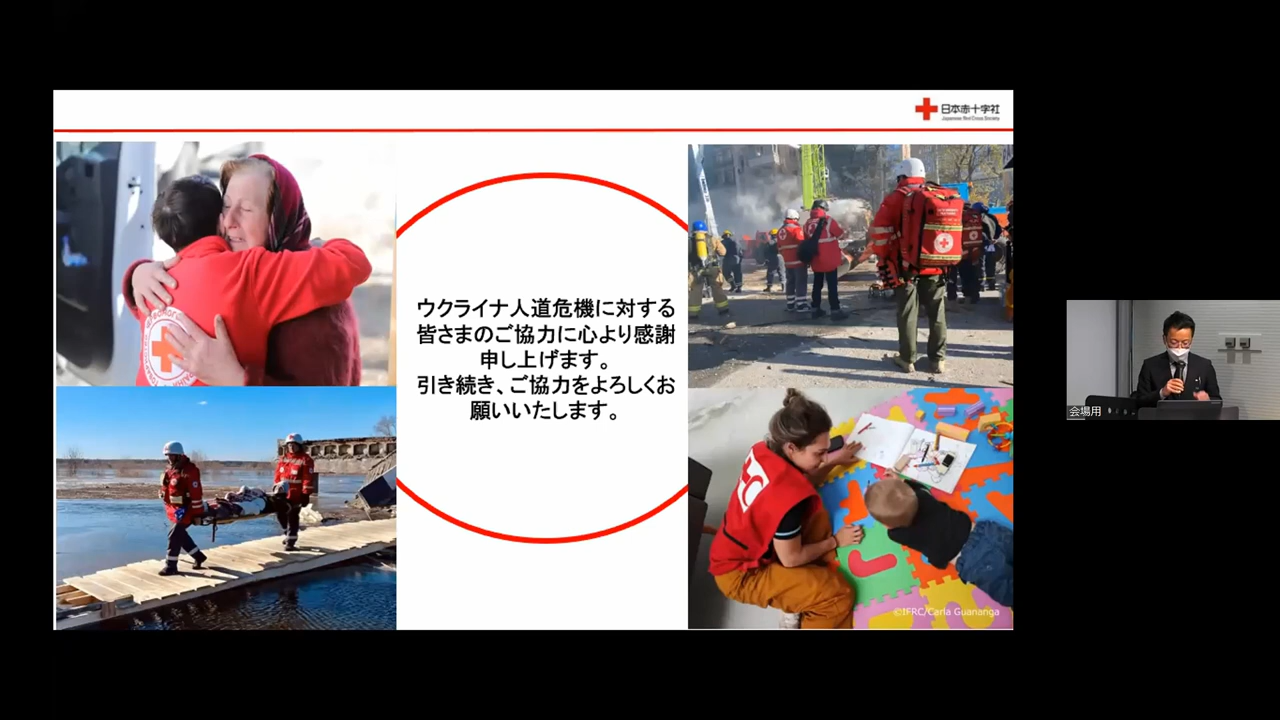 日本赤十字社
Japanese Red Cross Society
ウクライナ人道危機に対する
皆さまのご協力に心より感謝
申し上げます。
引き続き、ご協力をよろしくお
願いいたします。
©IFRC/Carla Guananga
会場用